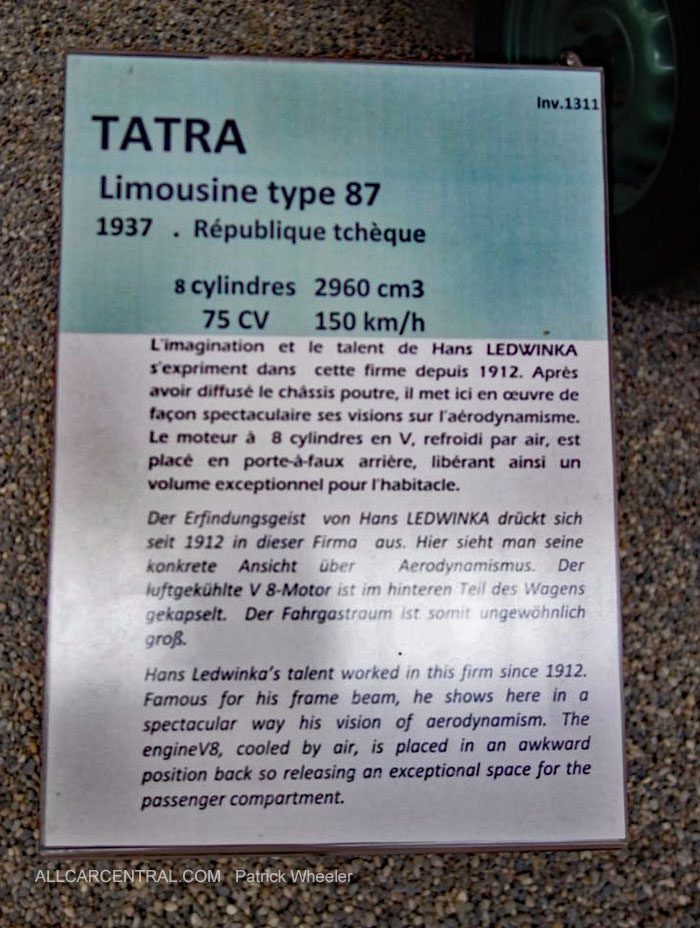 Inv.1311
TATRA
Limousine type 87
1937 . République tchèque
8 cylindres 2960 cm3
75 CV 150 km/h
L'imagination et le talent de Hans LEDWINKA
s'expriment dans cette firme depuis 1912. Après
avoir diffusé le châssis poutre, il met ici en œuvre de
façon spectaculaire ses visions sur l'aérodynamisme.
Le moteur à 8 cylindres en V, refroidi par air, est
placé en porte-à-faux arrière, libérant ainsi un
volume exceptionnel pour l'habitacle.
Der Erfindungsgeist von Hans LEDWINKA drückt sich
seit 1912 in dieser Firma aus. Hier sieht man seine
konkrete Ansicht über Aerodynamismus. Der
luftgekühlte V 8-Motor ist im hinteren Teil des Wagens
gekapselt. Der Fahrgastraum ist somit ungewöhnlich
groß.
Hans Ledwinka's talent worked in this firm since 1912.
Famous for his frame beam, he shows here in a
spectacular way his vision of aerodynamism. The
engineV8, cooled by air, is placed in an awkward
position back so releasing an exceptional space for the
passenger compartment.
ALLCARCENTRAL.COM Patrick Wheeler